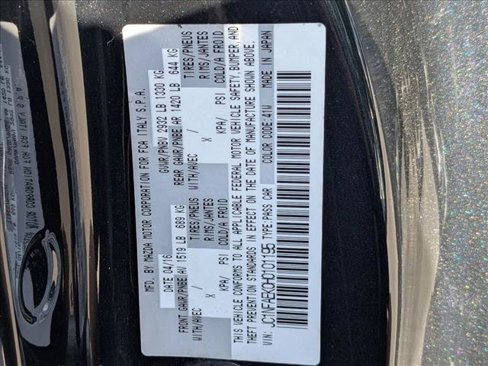 MFD. BY MAZDA MOTOR CORPORATION FOR FCA ITALY S.P.A.
DATE 04/16 GVWR/PNBV 2932 LB 1330 KG
FRONT GAWR/PNBE AV 1519 LB 689 KG REAR GAWR/PNBE AR 1420 LB 644 KG
WITH/AVEC / TIRES/PNEUS WITH/AVEC / TIRES/PNEUS
X RIMS/JANTES X RIMS/JANTES
KPA/ PSI COLD/A FROID KPA/ PSI COLD/A FROID
THIS VEHICLE CONFORMS TO ALL APPLICABLE FEDERAL MOTOR VEHICLE SAFETY, BUMPER AND
THEFT PREVENTION STANDARDS IN EFFECT ON THE DATE OF MANUFACTURE SHOWN ABOVE.
VIN: JC1NFAEKXH0101195 TYPE:PASS CAR COLOR CODE:41W MADE IN JAPAN